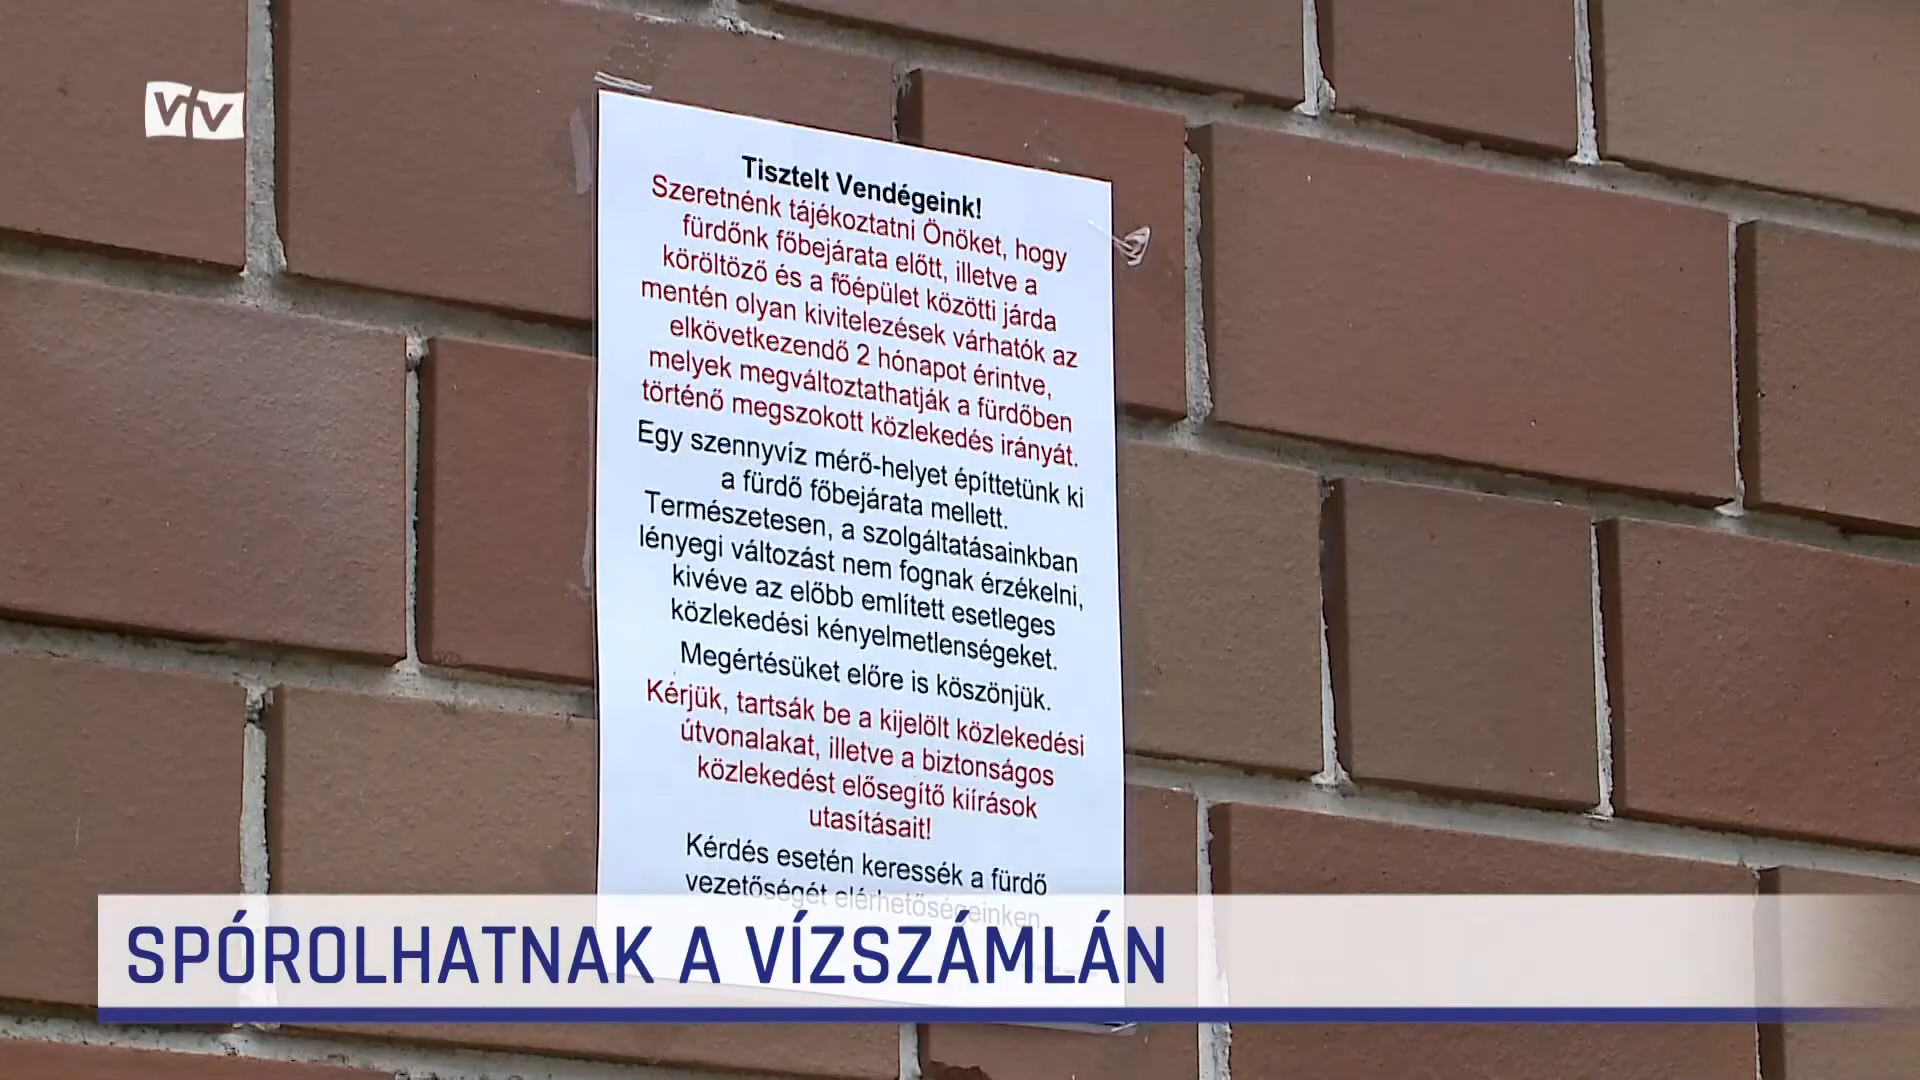 VTV
Tisztelt Vendégeink!
Szeretnénk tájékoztatni Önöket, hogy
fürdőnk főbejárata előtt, illetve a
köröltöző és a főépület közötti járda
mentén olyan kivitelezések várhatók az
elkövetkezendő 2 hónapot érintve,
melyek megváltoztathatják a fürdőben
történő megszokott közlekedés irányát.
Egy szennyvíz mérő-helyet építtetünk ki
a fürdő főbejárata mellett.
Természetesen, a szolgáltatásainkban
lényegi változást nem fognak érzékelni,
kivéve az előbb említett esetleges
közlekedési kényelmetlenségeket.
Megértésüket előre is köszönjük.
Kérjük, tartsák be a kijelölt közlekedési
útvonalakat, illetve a biztonságos
közlekedést elősegítő kiírások
utasításait!
Kérdés esetén keressék a fürdő
vezetőségét elérhetőségeinken
SPÓROLHATNAK A VÍZSZÁMLÁN